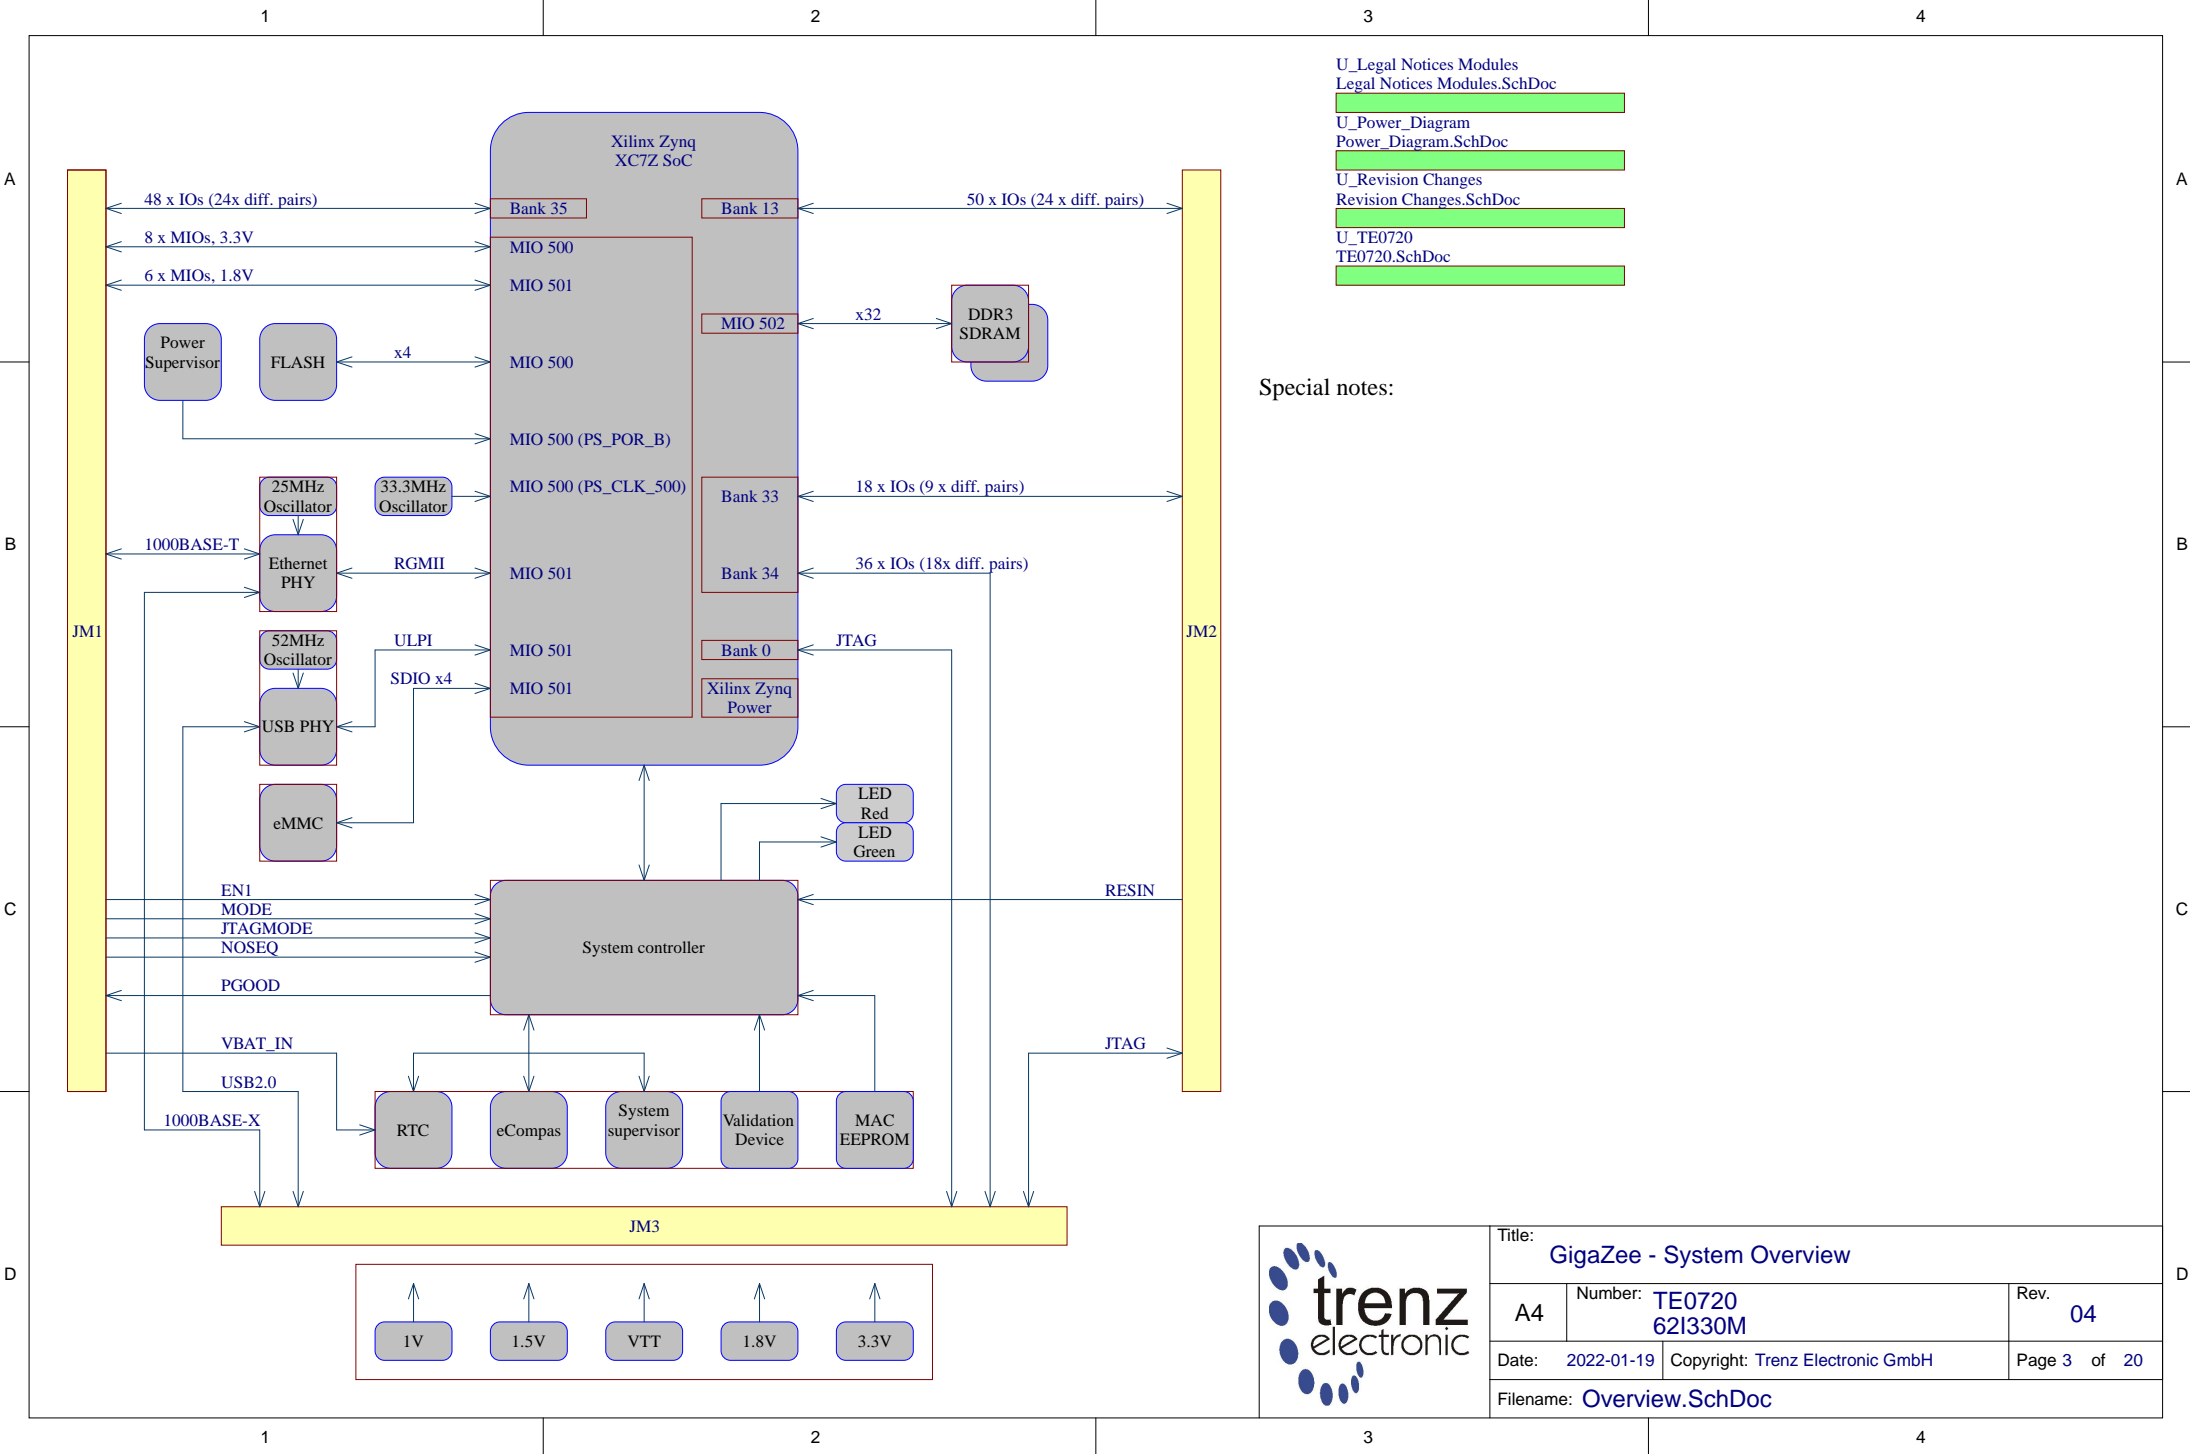 1 2 3 4
A
A
B
B
C
C
D
D
U_Legal Notices Modules
Legal Notices Modules.SchDoc
U_Power_Diagram
Power_Diagram.SchDoc
U_Revision Changes
Revision Changes.SchDoc
U_TE0720
TE0720.SchDoc
Special notes:
Xilinx Zynq
XC7Z SoC
48 x IOs (24x diff. pairs)
Bank 35
Bank 13
50 x IOs (24 x diff. pairs)
8 x MIOs, 3.3V
MIO 500
6 x MIOs, 1.8V
MIO 501
MIO 502
x32
DDR3
SDRAM
Power
Supervisor
FLASH
x4
MIO 500
MIO 500 (PS_POR_B)
25MHz
Oscillator
33.3MHz
Oscillator
MIO 500 (PS_CLK_500)
Bank 33
18 x IOs (9 x diff. pairs)
1000BASE-T
Ethernet
PHY
RGMII
MIO 501
Bank 34
36 x IOs (18x diff. pairs)
JM1
JM2
52MHz
Oscillator
ULPI
MIO 501
Bank 0
JTAG
SDIO x4
MIO 501
Xilinx Zynq
Power
USB PHY
eMMC
LED
Red
LED
Green
EN1
MODE
JTAGMODE
NOSEQ
PGOOD
System controller
RESIN
VBAT_IN
JTAG
USB2.0
1000BASE-X
RTC
eCompas
System
supervisor
Validation
Device
MAC
EEPROM
JM3
1V
1.5V
VTT
1.8V
3.3V
trenz
electronic
Title:
GigaZee - System Overview
A4
Number: TE0720
62I330M
Rev.
04
Date: 2022-01-19 Copyright: Trenz Electronic GmbH Page 3 of 20
Filename: Overview.SchDoc
1 2 3 4